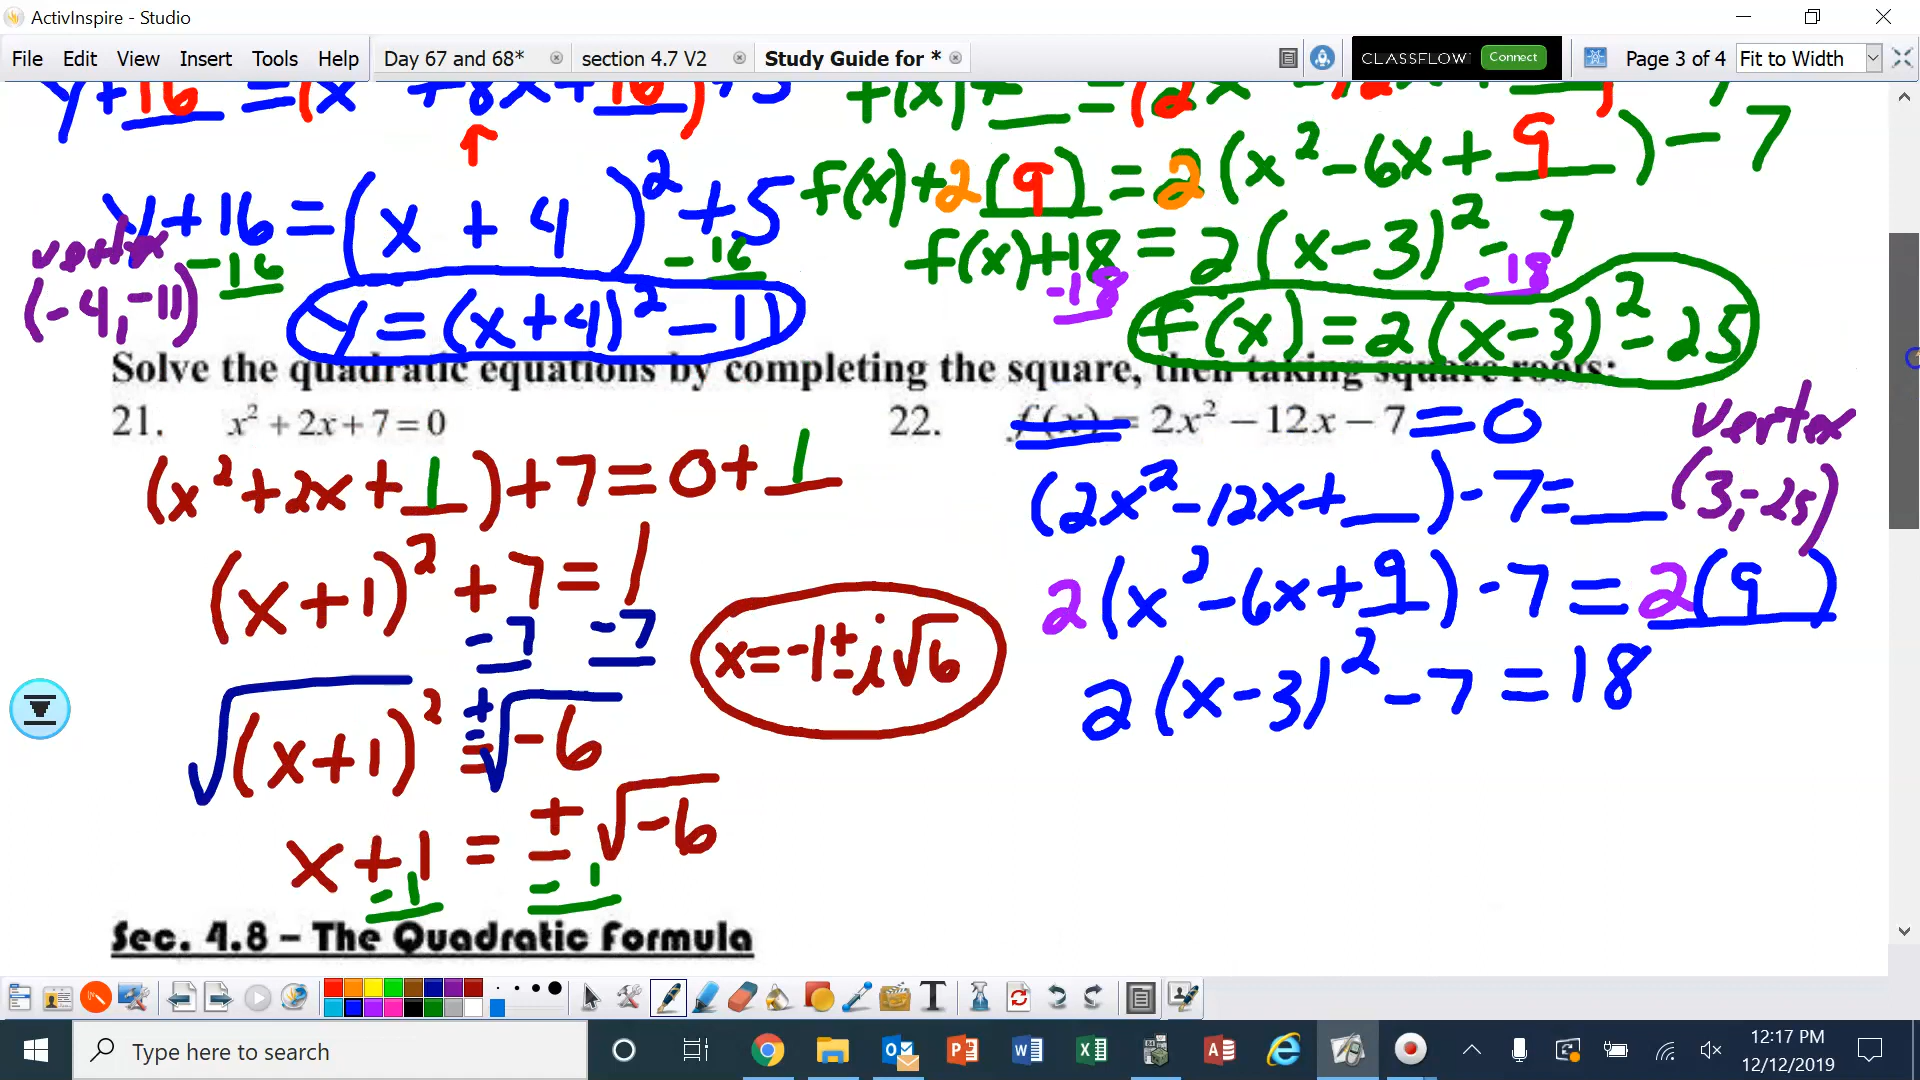 ActivInspire - Studio
File Edit View Insert Tools Help
Day 67 and 68*
section 4.7 V2
Study Guide for *
CLASSFLOW Connect
Page 3 of 4
Fit to Width
y + 16 = (x + 8x + 16) + 5
y + 16 = (x + 4)² + 5
- 16 - 16
vertex
(-4, -11)
y = (x+4)² - 11
f(x) + 2(9) = 2(x² - 6x + 9) - 7
f(x) + 18 = 2(x-3)² - 7
-18 -18
f(x) = 2(x-3)² - 25
Solve the quadratic equations by completing the square, then taking square roots:
21. x² + 2x + 7 = 0
(x² + 2x + 1) + 7 = 0 + 1
(x+1)² + 7 = 1
-7 -7
√(x+1)² = ±√-6
x + 1 = ±√-6
-1 -1
x = -1 ± i√6
22. f(x) = 2x² - 12x - 7 = 0
vertex
(3, -25)
(2x² - 12x + __) - 7 = __
2(x² - 6x + 9) - 7 = 2(9)
2(x-3)² - 7 = 18
Sec. 4.8 – The Quadratic Formula
Type here to search
12:17 PM
12/12/2019